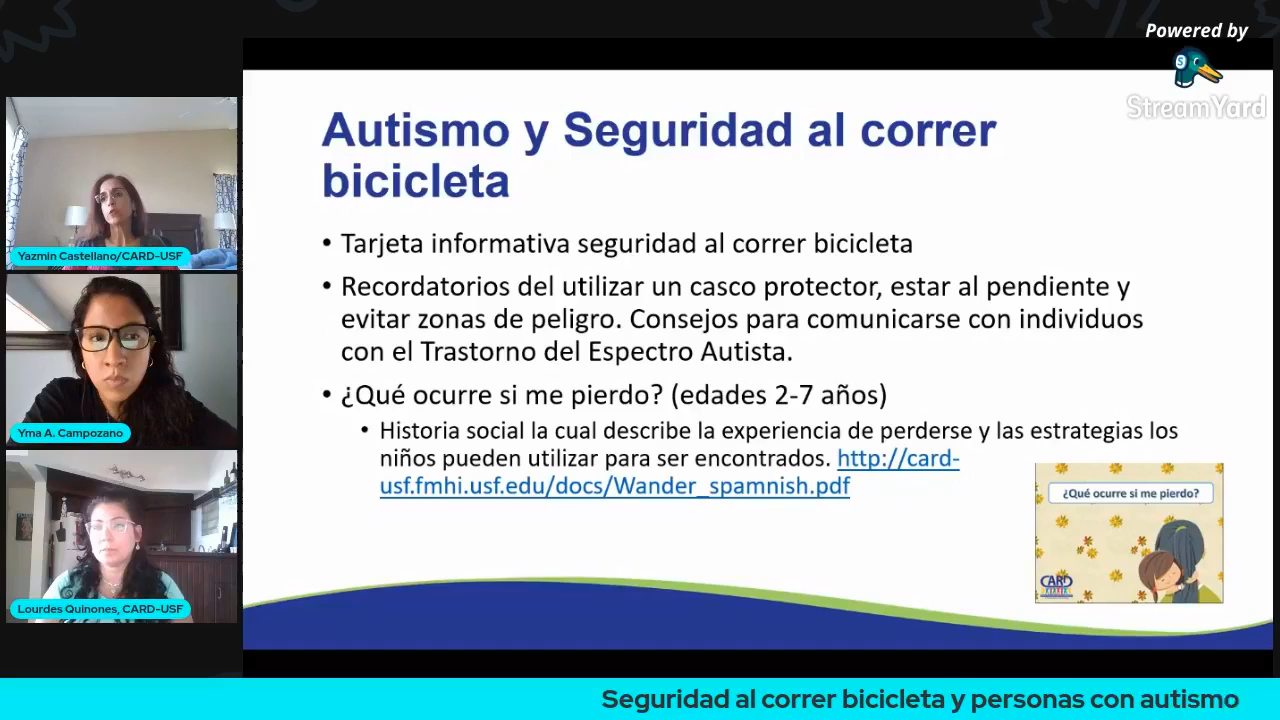 Powered by
StreamYard
Autismo y Seguridad al correr
bicicleta
• Tarjeta informativa seguridad al correr bicicleta
• Recordatorios del utilizar un casco protector, estar al pendiente y
evitar zonas de peligro. Consejos para comunicarse con individuos
con el Trastorno del Espectro Autista.
• ¿Qué ocurre si me pierdo? (edades 2-7 años)
• Historia social la cual describe la experiencia de perderse y las estrategias los
niños pueden utilizar para ser encontrados. http://card-
usf.fmhi.usf.edu/docs/Wander_spamnish.pdf
¿Qué ocurre si me pierdo?
CARD
Yazmin Castellano/CARD-USF
Yma A. Campozano
Lourdes Quinones, CARD-USF
Seguridad al correr bicicleta y personas con autismo